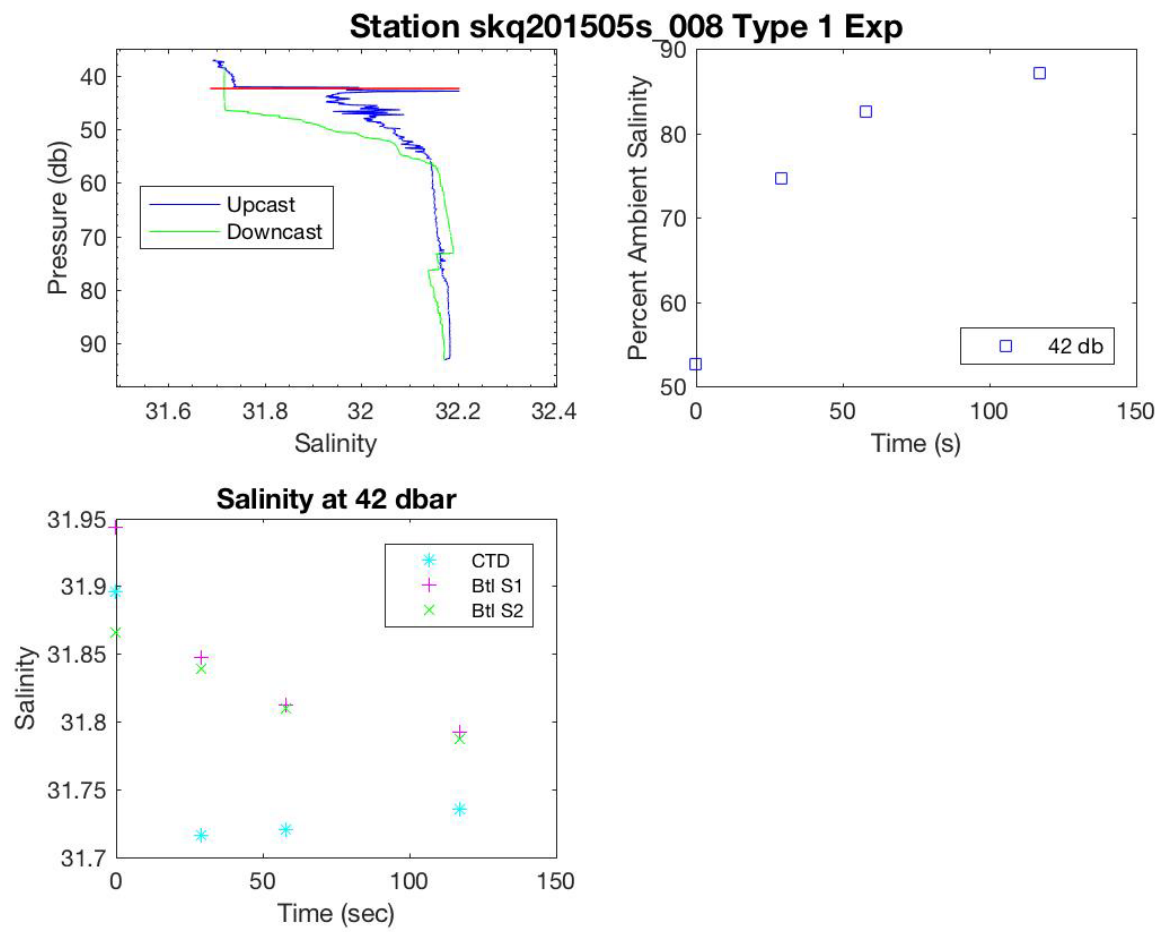 Station skq201505s_008 Type 1 Exp
40
50
60
70
80
90
Pressure (db)
Upcast
Downcast
31.6
31.8
32
32.2
32.4
Salinity
90
80
70
60
50
Percent Ambient Salinity
42 db
0
50
100
150
Time (s)
Salinity at 42 dbar
31.95
31.9
31.85
31.8
31.75
31.7
Salinity
CTD
Btl S1
Btl S2
0
50
100
150
Time (sec)